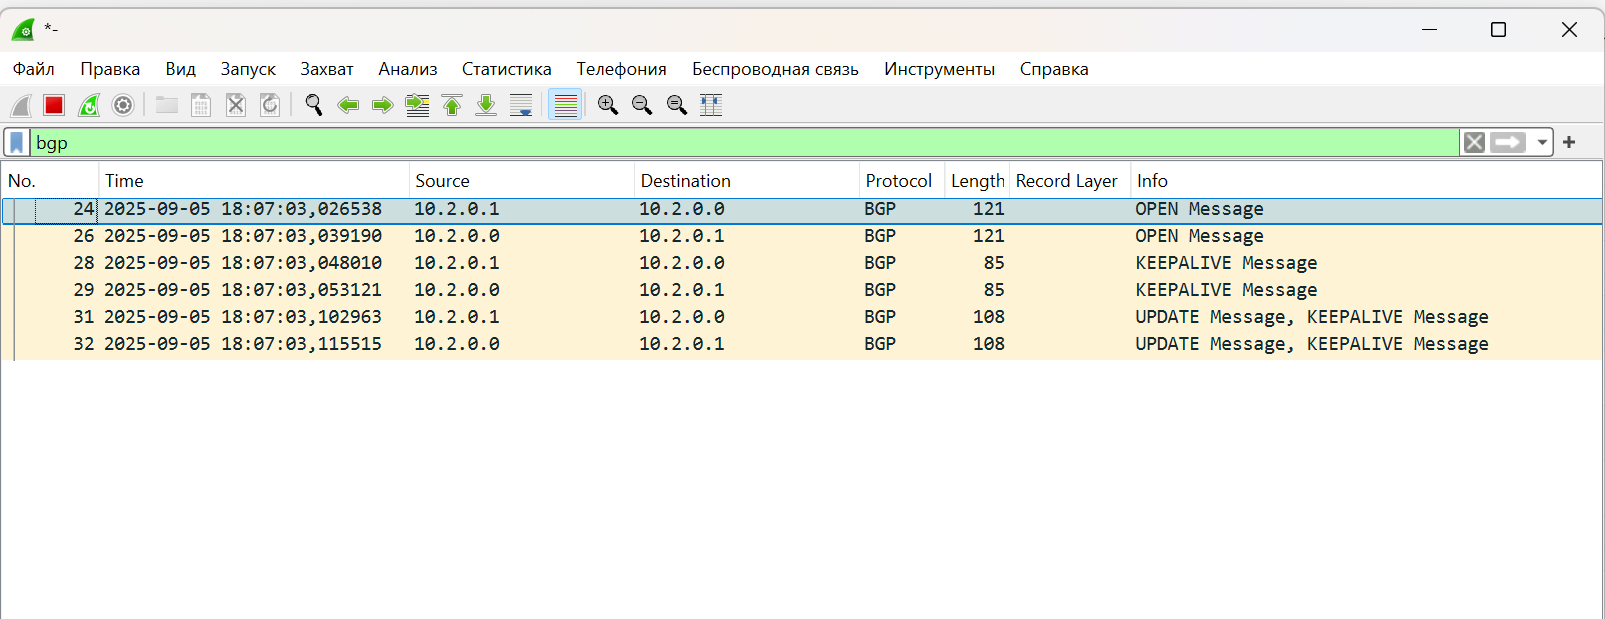 *-
Файл Правка Вид Запуск Захват Анализ Статистика Телефония Беспроводная связь Инструменты Справка
bgp
No. Time Source Destination Protocol Length Record Layer Info
24 2025-09-05 18:07:03,026538 10.2.0.1 10.2.0.0 BGP 121 OPEN Message
26 2025-09-05 18:07:03,039190 10.2.0.0 10.2.0.1 BGP 121 OPEN Message
28 2025-09-05 18:07:03,048010 10.2.0.1 10.2.0.0 BGP 85 KEEPALIVE Message
29 2025-09-05 18:07:03,053121 10.2.0.0 10.2.0.1 BGP 85 KEEPALIVE Message
31 2025-09-05 18:07:03,102963 10.2.0.1 10.2.0.0 BGP 108 UPDATE Message, KEEPALIVE Message
32 2025-09-05 18:07:03,115515 10.2.0.0 10.2.0.1 BGP 108 UPDATE Message, KEEPALIVE Message